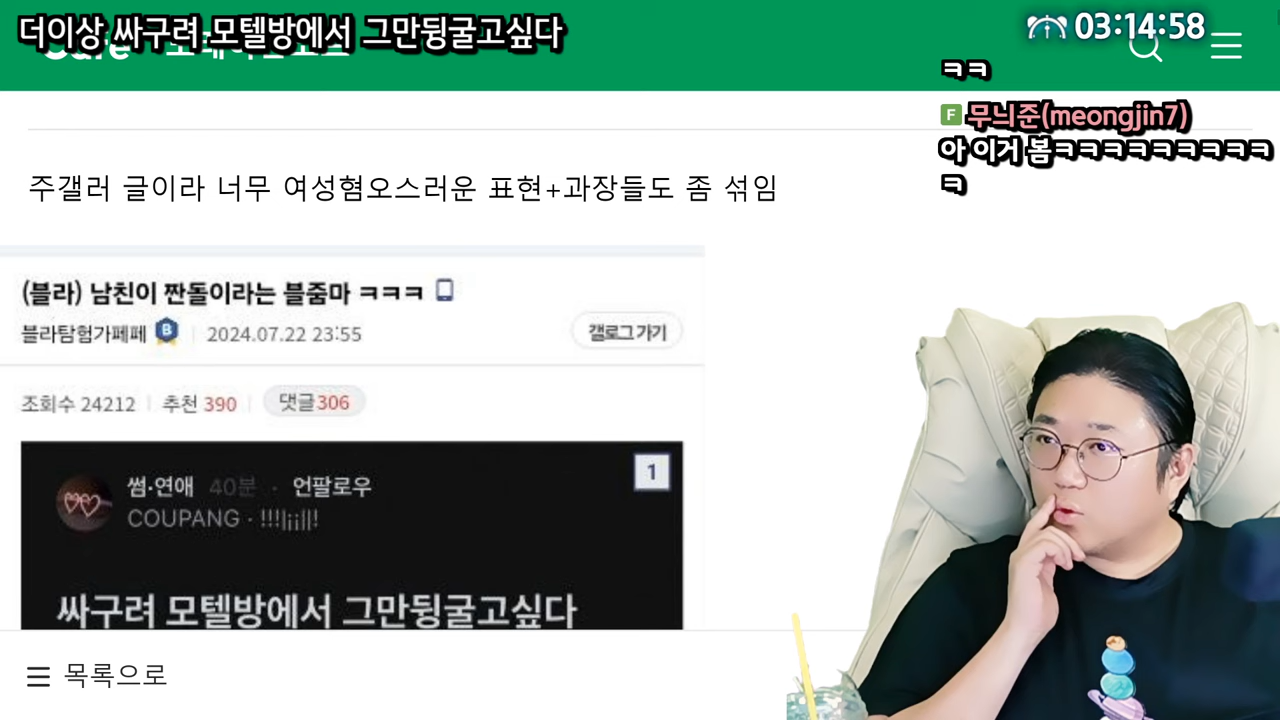 더이상 싸구려 모텔방에서 그만뒹굴고싶다
03:14:58
ㅋㅋ
F 무늬준(meongjin7)
아 이거 봄ㅋㅋㅋㅋㅋㅋㅋㅋㅋ
ㅋ
주갤러 글이라 너무 여성혐오스러운 표현+과장들도 좀 섞임
(블라) 남친이 짠돌이라는 블줌마 ㅋㅋㅋ
블라탐험가페페 B 2024.07.22 23:55
갤로그 가기
조회수 24212 추천 390 댓글 306
1
썸·연애 40분 · 언팔로우
COUPANG · !!!|¡¡||!
싸구려 모텔방에서 그만뒹굴고싶다
목록으로